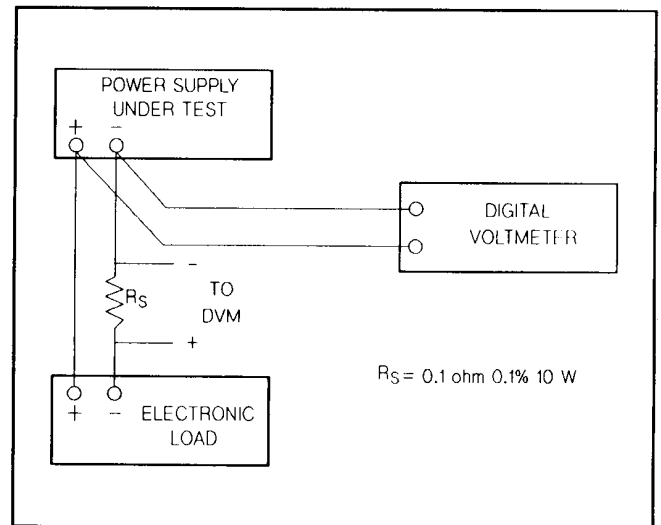 POWER SUPPLY
UNDER TEST
+ −
DIGITAL
VOLTMETER
−
RS
TO
DVM
+
RS = 0.1 ohm 0.1% 10 W
+ −
ELECTRONIC
LOAD